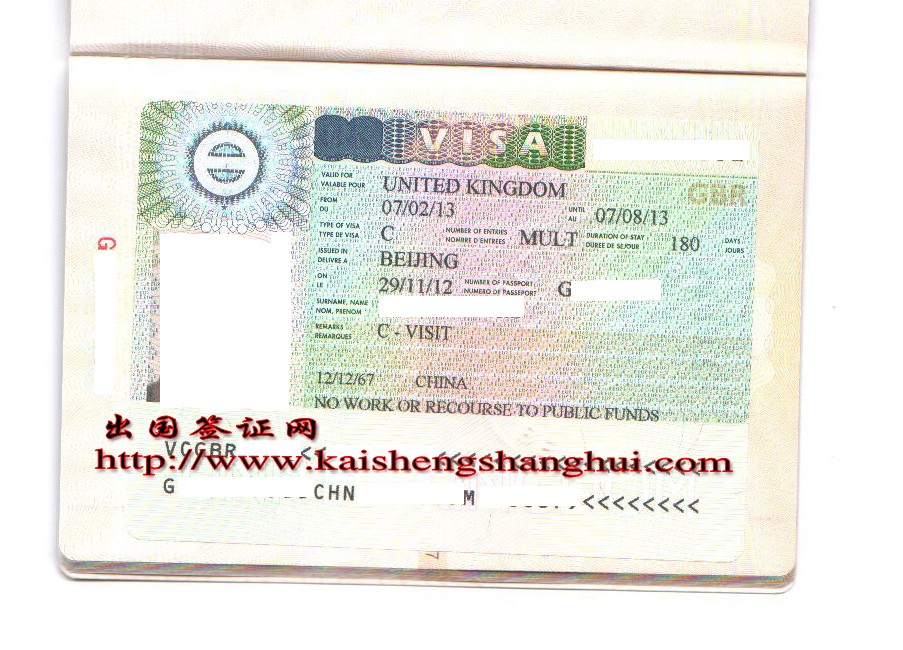 VISA
GBR
VALID FOR
VALABLE POUR
UNITED KINGDOM
FROM
DU
07/02/13
UNTIL
AU
07/08/13
TYPE OF VISA
TYPE DE VISA
C
NUMBER OF ENTRIES
NOMBRE D'ENTREES
MULT
DURATION OF STAY
DUREE DE SEJOUR
180
DAYS
JOURS
ISSUED IN
DELIVRE A
BEIJING
ON
LE
29/11/12
NUMBER OF PASSPORT
NUMERO DE PASSEPORT
G
SURNAME, NAME
NOM, PRENOM
REMARKS
REMARQUES
C - VISIT
12/12/67 CHINA
NO WORK OR RECOURSE TO PUBLIC FUNDS
G
出国签证网
VCGBR
http://www.kaishengshanghui.com
G CHN M <<<<<<<<
7